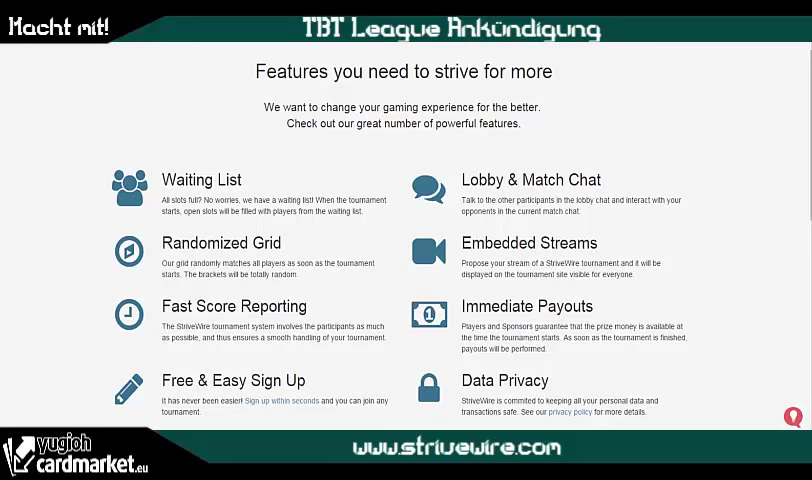 Macht mit!
TBT League Ankündigung
Features you need to strive for more
We want to change your gaming experience for the better.
Check out our great number of powerful features.
Waiting List
All slots full? No worries, we have a waiting list! When the tournament
starts, open slots will be filled with players from the waiting list.
Lobby & Match Chat
Talk to the other participants in the lobby chat and interact with your
opponents in the current match chat.
Randomized Grid
Our grid randomly matches all players as soon as the tournament
starts. The brackets will be totally random.
Embedded Streams
Propose your stream of a StriveWire tournament and it will be
displayed on the tournament site visible for everyone.
Fast Score Reporting
The StriveWire tournament system involves the participants as much
as possible, and thus ensures a smooth handling of your tournament.
1
Immediate Payouts
Players and Sponsors guarantee that the prize money is available at
the time the tournament starts. As soon as the tournament is finished,
payouts will be performed.
Free & Easy Sign Up
It has never been easier! Sign up within seconds and you can join any
tournament.
Data Privacy
StriveWire is commited to keeping all your personal data and
transactions safe. See our privacy policy for more details.
yugioh
cardmarket.eu
www.strivewire.com